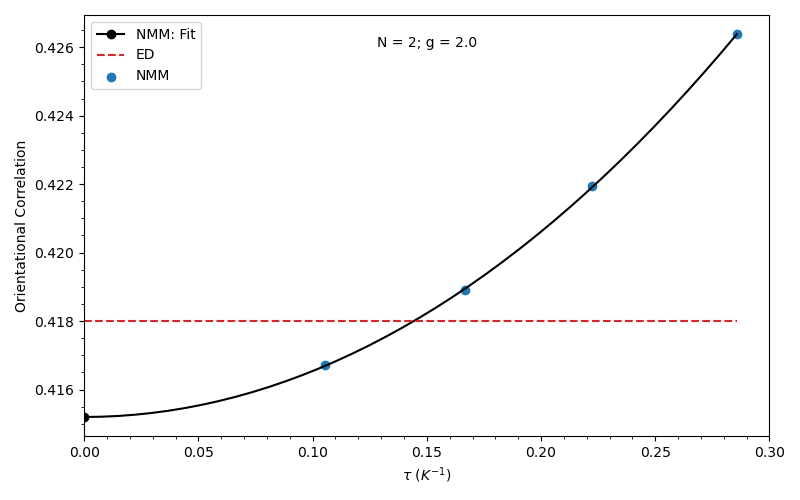 NMM: Fit
ED
NMM
N = 2; g = 2.0
0.426
0.424
0.422
0.420
0.418
0.416
Orientational Correlation
0.00 0.05 0.10 0.15 0.20 0.25 0.30
τ (K⁻¹)